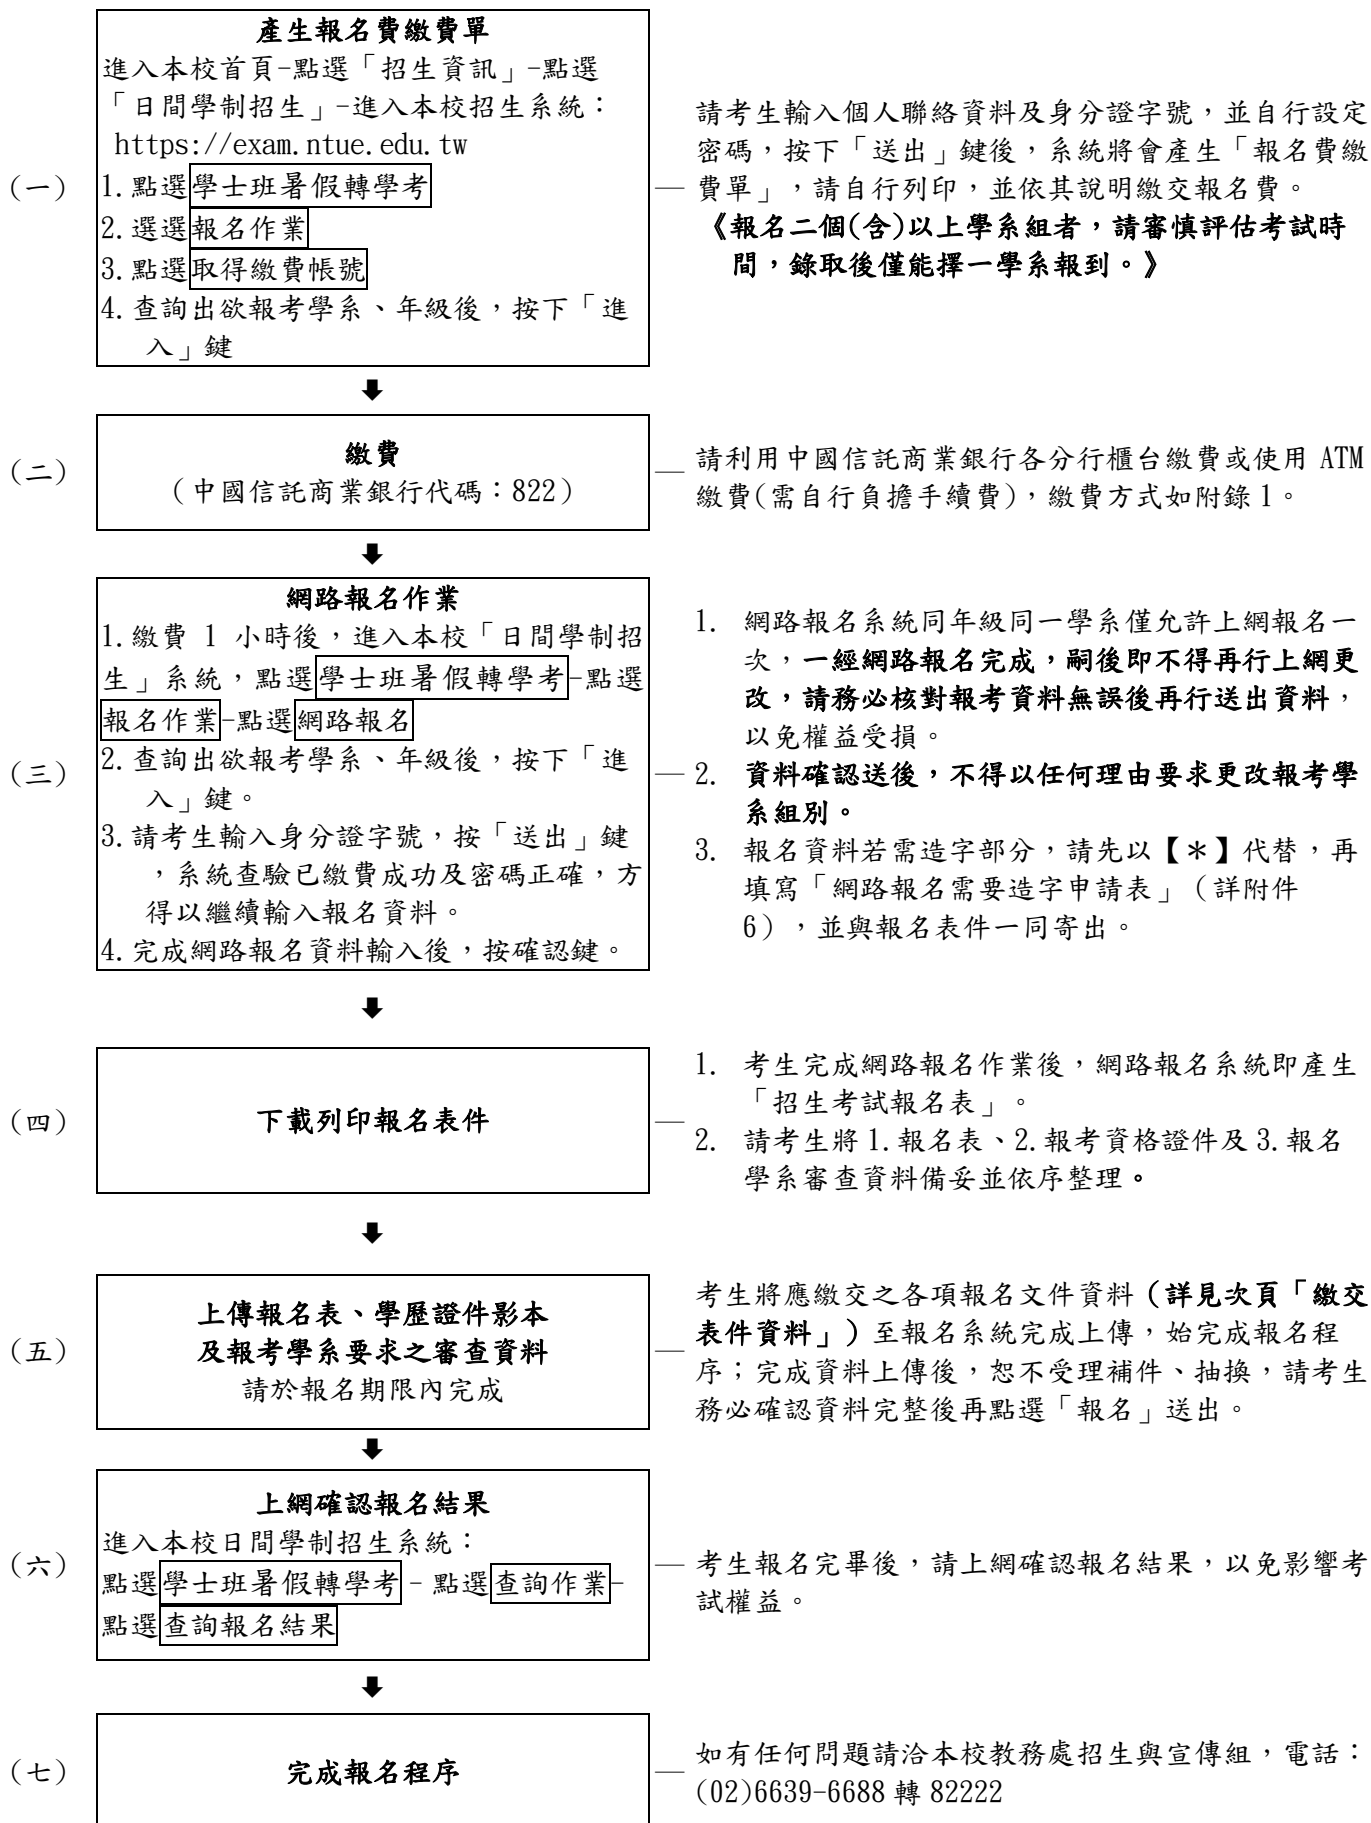 產生報名費繳費單
進入本校首頁-點選「招生資訊」-點選
「日間學制招生」-進入本校招生系統：
https://exam.ntue.edu.tw
(一)
1.點選學士班暑假轉學考
2.選選報名作業
3.點選取得繳費帳號
4.查詢出欲報考學系、年級後，按下「進
入」鍵
請考生輸入個人聯絡資料及身分證字號，並自行設定
密碼，按下「送出」鍵後，系統將會產生「報名費繳
費單」，請自行列印，並依其說明繳交報名費。
《報名二個(含)以上學系組者，請審慎評估考試時
間，錄取後僅能擇一學系報到。》
(二)
繳費
（中國信託商業銀行代碼：822）
請利用中國信託商業銀行各分行櫃台繳費或使用 ATM
繳費(需自行負擔手續費)，繳費方式如附錄 1。
網路報名作業
1.繳費 1 小時後，進入本校「日間學制招
生」系統，點選學士班暑假轉學考-點選
報名作業-點選網路報名
(三)
2.查詢出欲報考學系、年級後，按下「進
入」鍵。
3.請考生輸入身分證字號，按「送出」鍵
，系統查驗已繳費成功及密碼正確，方
得以繼續輸入報名資料。
4.完成網路報名資料輸入後，按確認鍵。
1. 網路報名系統同年級同一學系僅允許上網報名一
次，一經網路報名完成，嗣後即不得再行上網更
改，請務必核對報考資料無誤後再行送出資料，
以免權益受損。
2. 資料確認送後，不得以任何理由要求更改報考學
系組別。
3. 報名資料若需造字部分，請先以【＊】代替，再
填寫「網路報名需要造字申請表」（詳附件
6），並與報名表件一同寄出。
(四)
下載列印報名表件
1. 考生完成網路報名作業後，網路報名系統即產生
「招生考試報名表」。
2. 請考生將 1.報名表、2.報考資格證件及 3.報名
學系審查資料備妥並依序整理。
(五)
上傳報名表、學歷證件影本
及報考學系要求之審查資料
請於報名期限內完成
考生將應繳交之各項報名文件資料（詳見次頁「繳交
表件資料」）至報名系統完成上傳，始完成報名程
序；完成資料上傳後，恕不受理補件、抽換，請考生
務必確認資料完整後再點選「報名」送出。
(六)
上網確認報名結果
進入本校日間學制招生系統：
點選學士班暑假轉學考 - 點選查詢作業-
點選查詢報名結果
考生報名完畢後，請上網確認報名結果，以免影響考
試權益。
(七)
完成報名程序
如有任何問題請洽本校教務處招生與宣傳組，電話：
(02)6639-6688 轉 82222